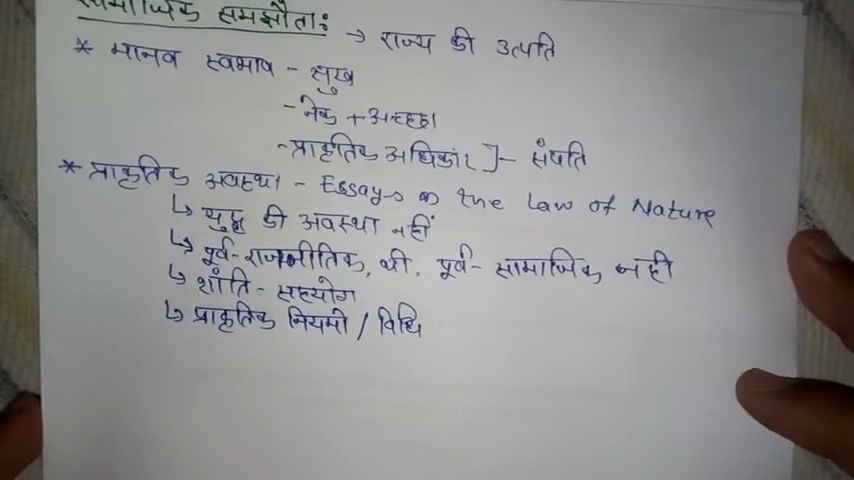 सामाजिक समझौता: → राज्य की उत्पति
* मानव स्वभाव - सुख
- नेक + अच्छा
- प्राकृतिक अधिकार ]- संपति
* प्राकृतिक अवस्था - Essays on the Law of Nature
↳ युद्ध की अवस्था नहीं
↳ पूर्व-राजनीतिक, थी, पूर्व- सामाजिक नही
↳ शांति - सहयोग
↳ प्राकृतिक नियमो / विधि